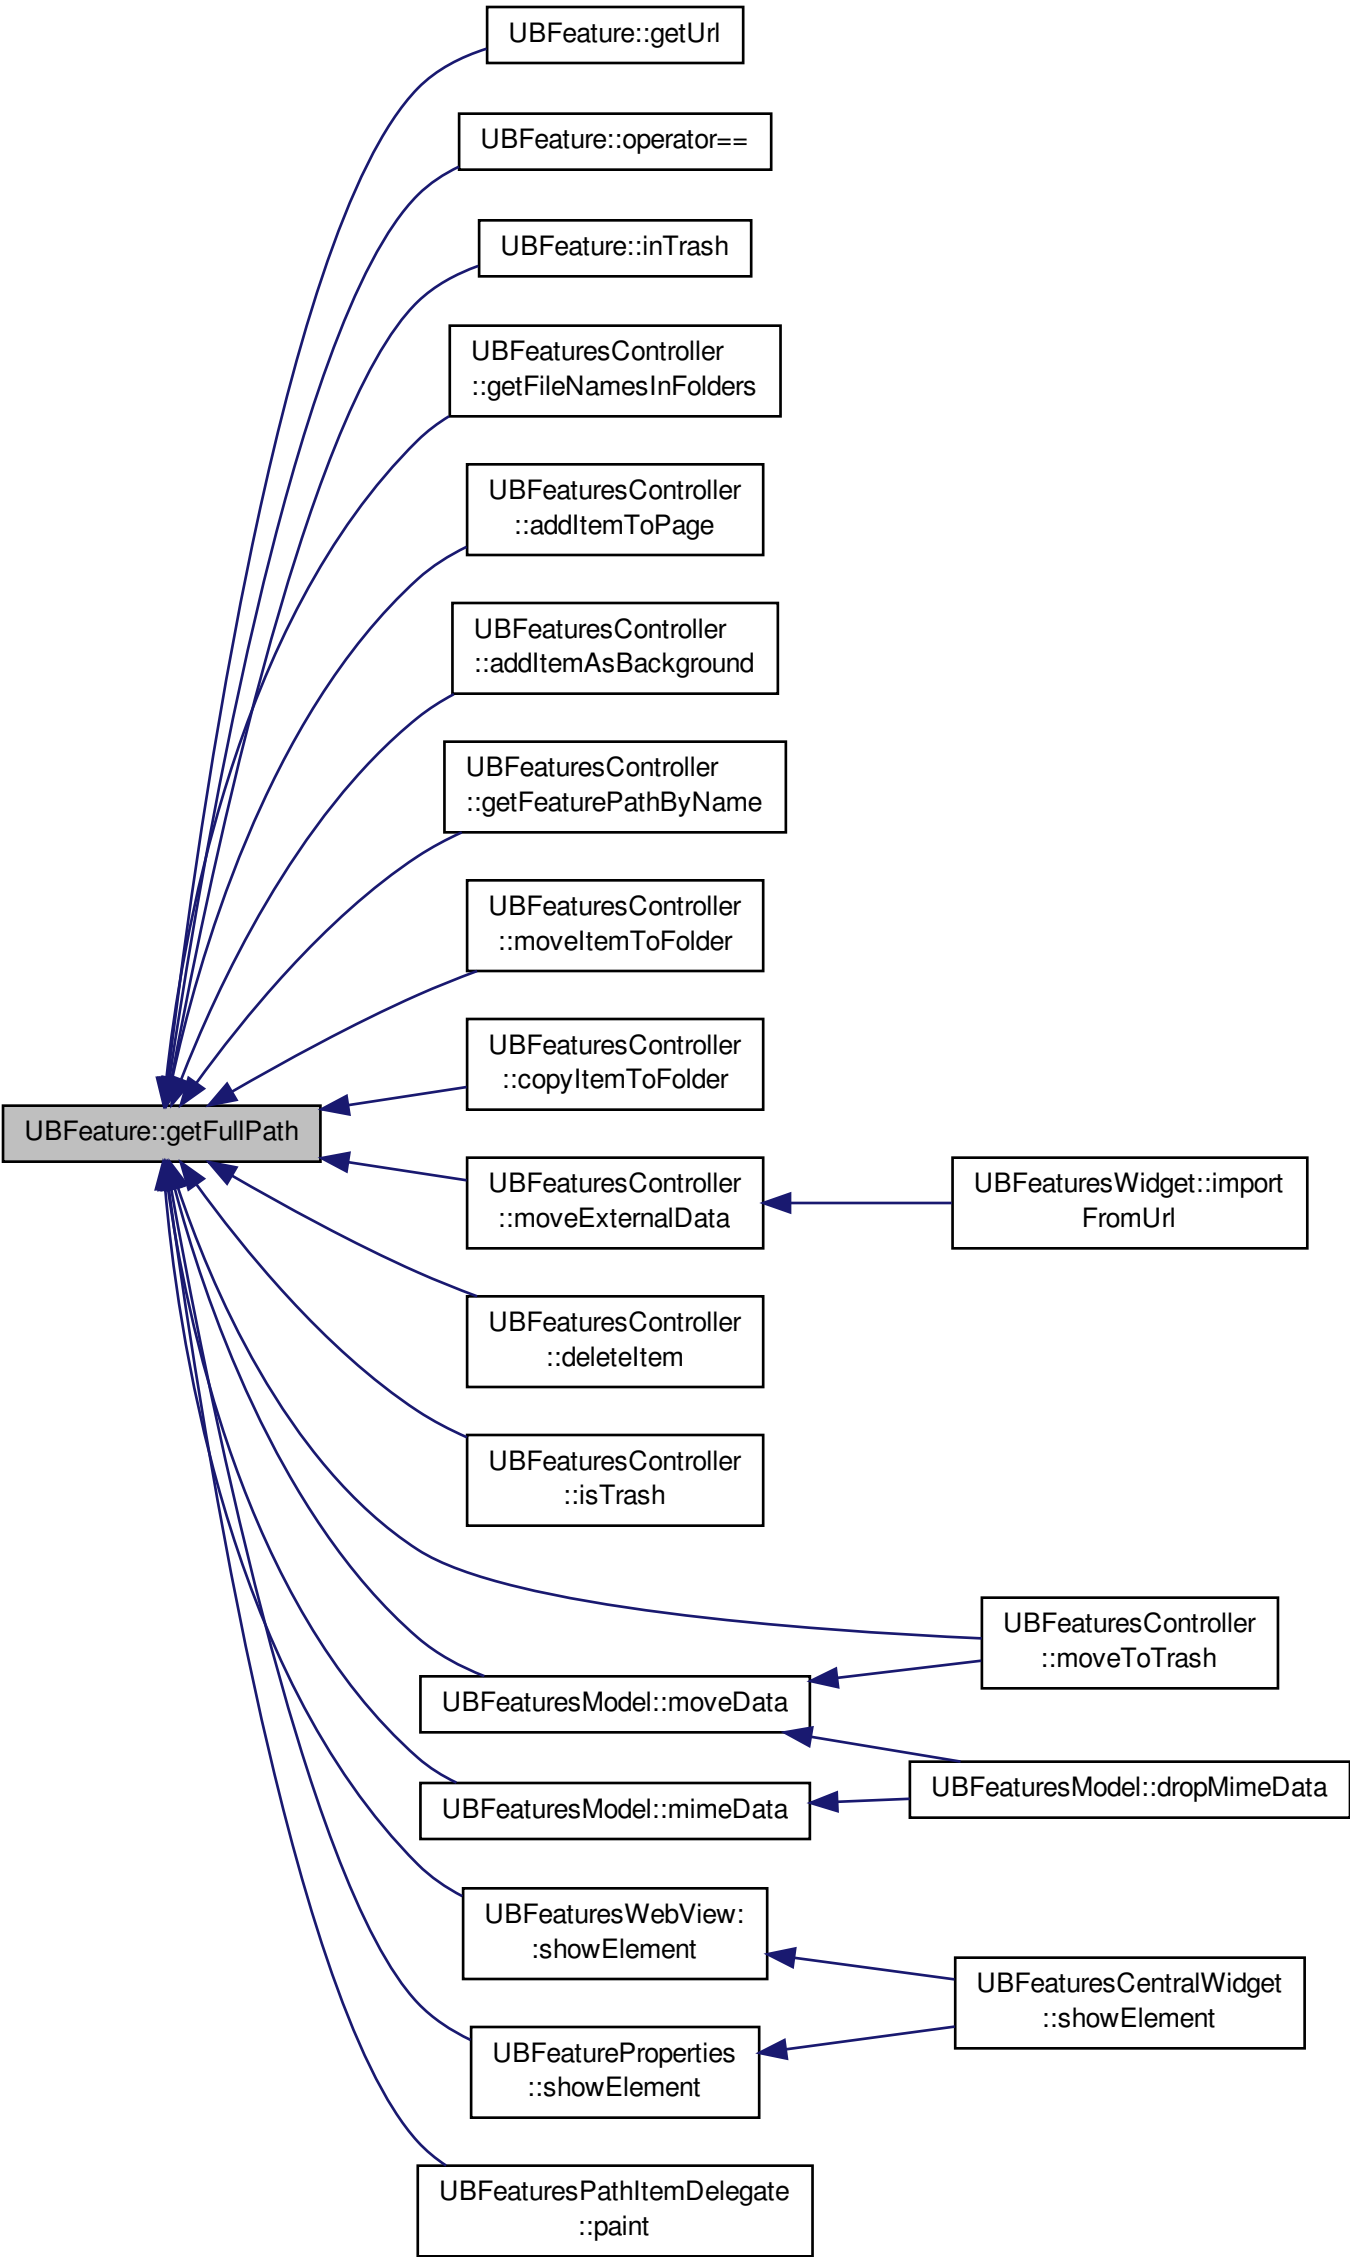 UBFeature::getUrl
UBFeature::operator==
UBFeature::inTrash
UBFeaturesController
::getFileNamesInFolders
UBFeaturesController
::addItemToPage
UBFeaturesController
::addItemAsBackground
UBFeaturesController
::getFeaturePathByName
UBFeaturesController
::moveItemToFolder
UBFeaturesController
::copyItemToFolder
UBFeature::getFullPath
UBFeaturesController
::moveExternalData
UBFeaturesWidget::import
FromUrl
UBFeaturesController
::deleteItem
UBFeaturesController
::isTrash
UBFeaturesController
::moveToTrash
UBFeaturesModel::moveData
UBFeaturesModel::dropMimeData
UBFeaturesModel::mimeData
UBFeaturesWebView:
:showElement
UBFeaturesCentralWidget
::showElement
UBFeatureProperties
::showElement
UBFeaturesPathItemDelegate
::paint